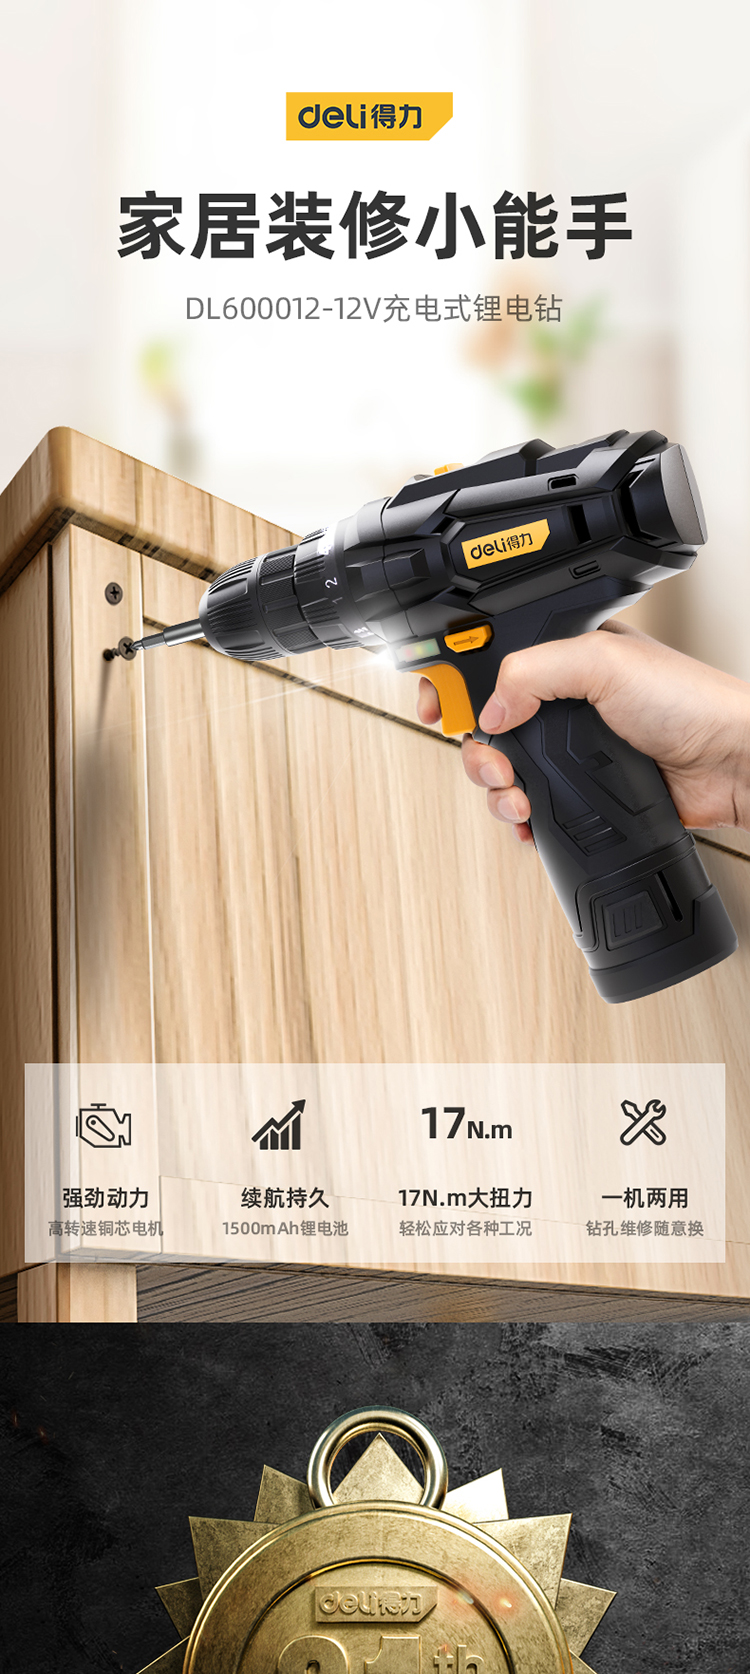 deli得力
家居装修小能手
DL600012-12V充电式锂电钻
deli得力
1 2
17N.m
强劲动力 续航持久 17N.m大扭力 一机两用
高转速铜芯电机 1500mAh锂电池 轻松应对各种工况 钻孔维修随意换
deli得力